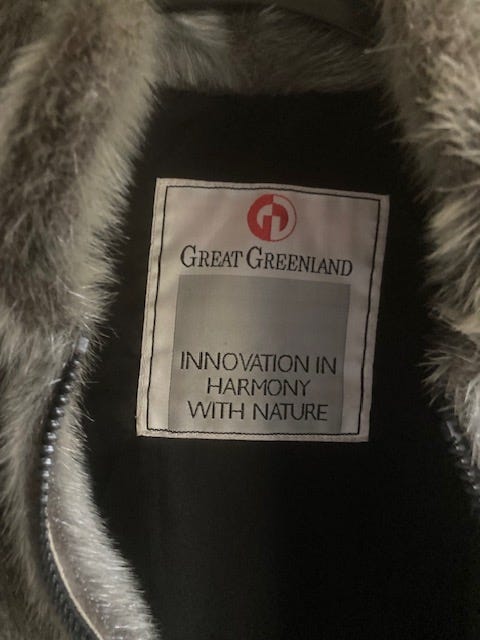 GREAT GREENLAND
INNOVATION IN
HARMONY
WITH NATURE